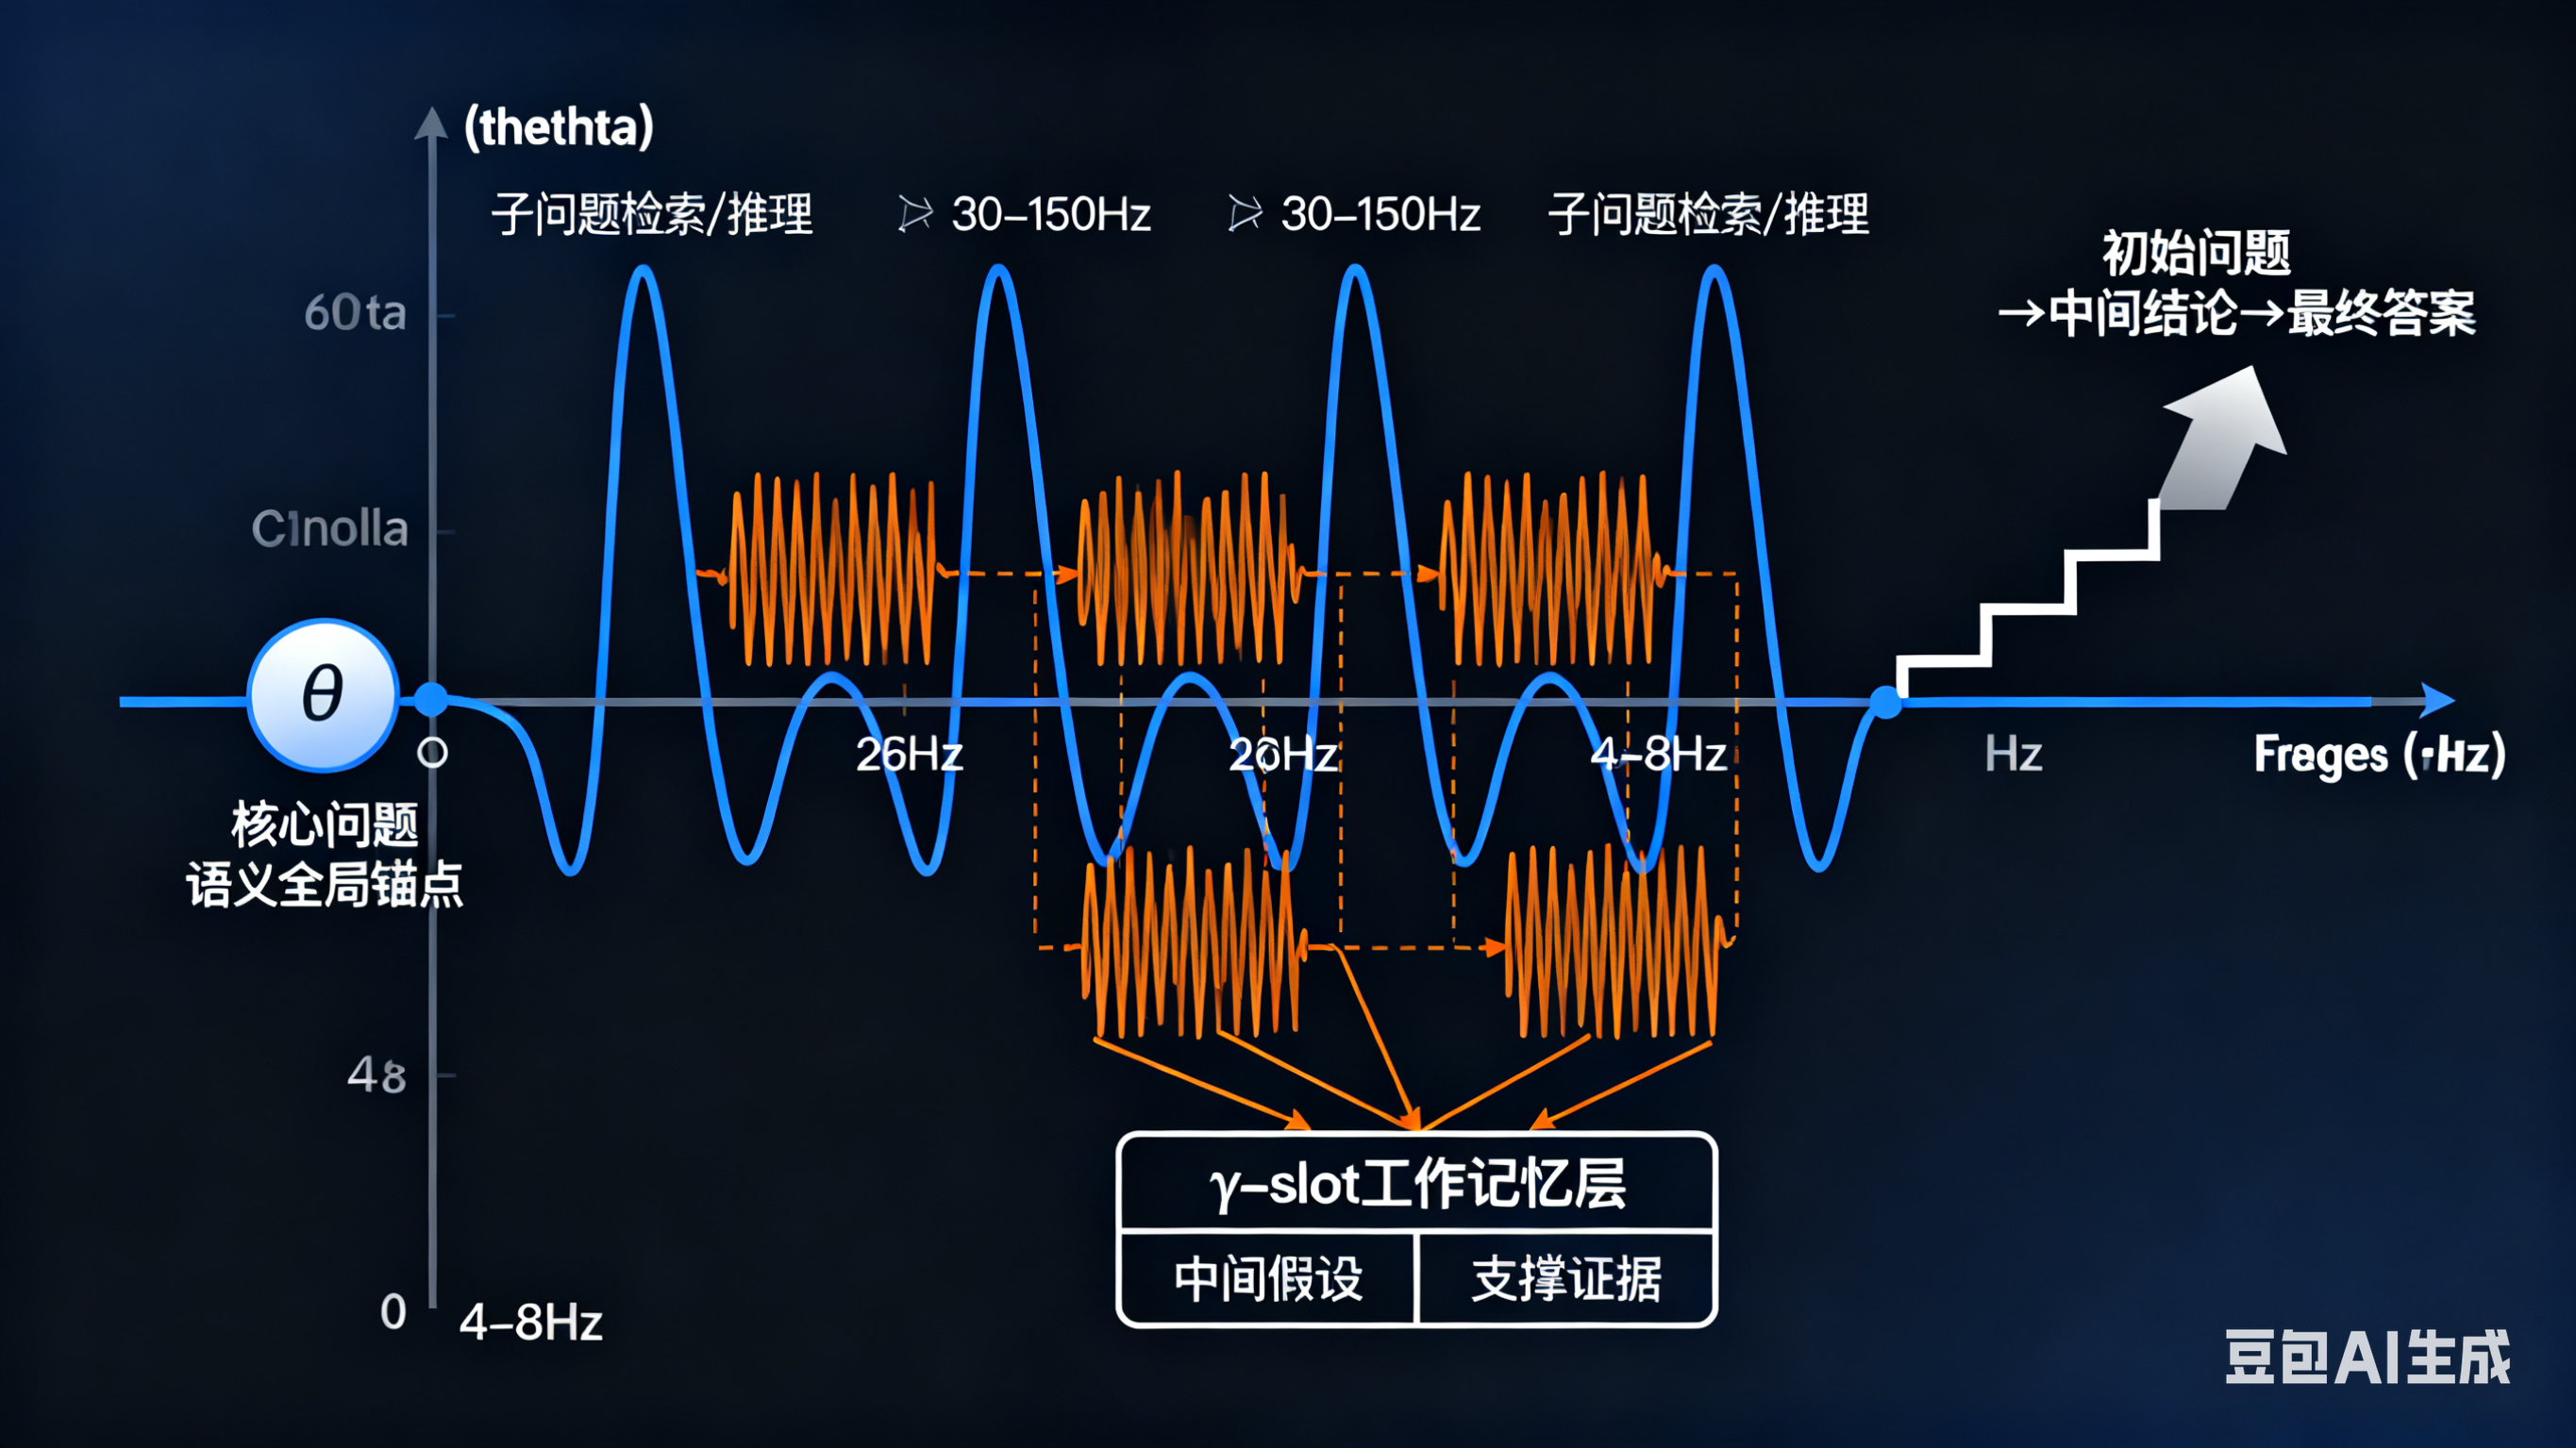 (thethta)
子问题检索/推理
30–150Hz
30–150Hz
子问题检索/推理
初始问题
→中间结论→最终答案
60ta
C1nolla
θ
0
26Hz
26Hz
4–8Hz
Hz
Freges (·Hz)
核心问题
语义全局锚点
48
γ–slot工作记忆层
中间假设
支撑证据
0
4–8Hz
豆包AI生成